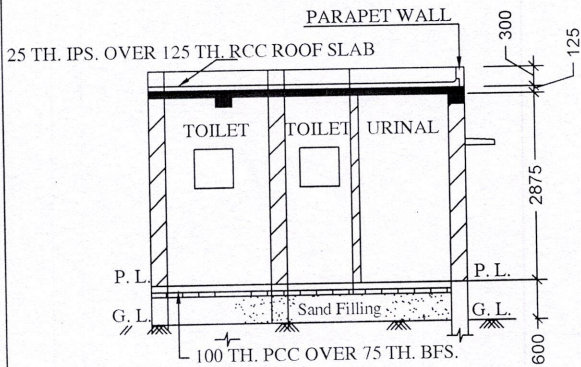 PARAPET WALL
25 TH. IPS. OVER 125 TH. RCC ROOF SLAB
300
125
TOILET TOILET URINAL
2875
P. L. P. L.
G. L. Sand Filling G. L.
600
100 TH. PCC OVER 75 TH. BFS.